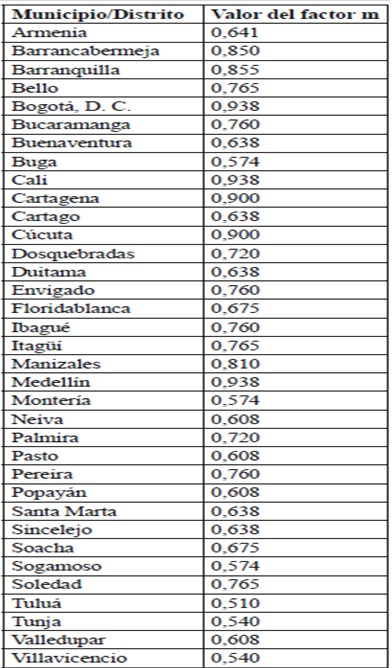 Municipio/Distrito Valor del factor m
Armenia 0,641
Barrancabermeja 0,850
Barranquilla 0,855
Bello 0,765
Bogotá, D. C. 0,938
Bucaramanga 0,760
Buenaventura 0,638
Buga 0,574
Cali 0,938
Cartagena 0,900
Cartago 0,638
Cúcuta 0,900
Dosquebradas 0,720
Duitama 0,638
Envigado 0,760
Floridablanca 0,675
Ibagué 0,760
Itagüí 0,765
Manizales 0,810
Medellín 0,938
Montería 0,574
Neiva 0,608
Palmira 0,720
Pasto 0,608
Pereira 0,760
Popayán 0,608
Santa Marta 0,638
Sincelejo 0,638
Soacha 0,675
Sogamoso 0,574
Soledad 0,765
Tuluá 0,510
Tunja 0,540
Valledupar 0,608
Villavicencio 0,540